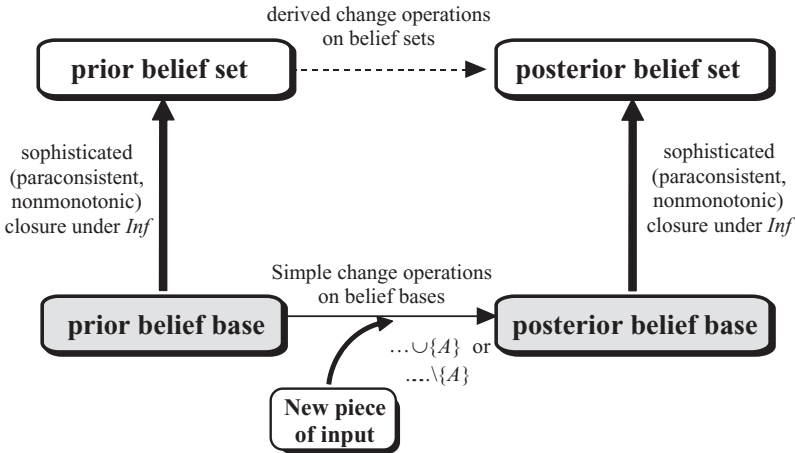 derived change operations
on belief sets
prior belief set
posterior belief set
sophisticated
(paraconsistent,
nonmonotonic)
closure under Inf
sophisticated
(paraconsistent,
nonmonotonic)
closure under Inf
Simple change operations
on belief bases
prior belief base
posterior belief base
…∪{A} or
….\{A}
New piece
of input